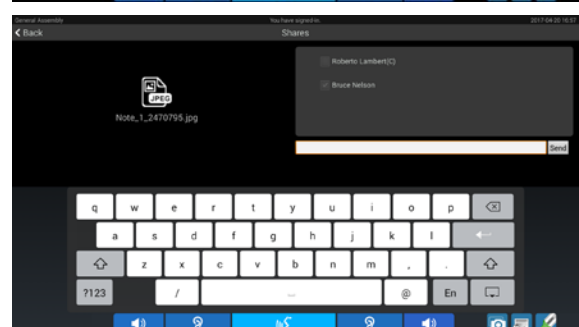 General Assembly You have signed in. 2017-04-20 16:57
Back Shares
Roberto Lambert(C)
Bruce Nelson
JPEG
Note_1_2470795.jpg
Send
q w e r t y u i o p
a s d f g h j k l
z x c v b n m , .
?123 / @ En